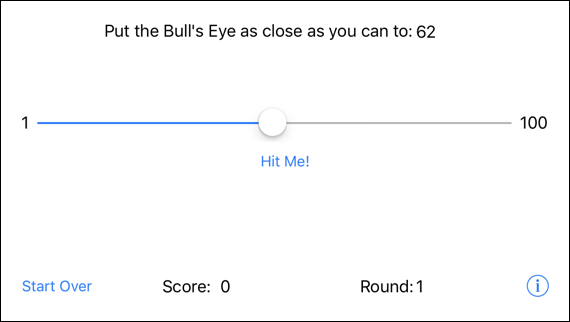 Put the Bull's Eye as close as you can to: 62
1 100
Hit Me!
Start Over Score: 0 Round: 1